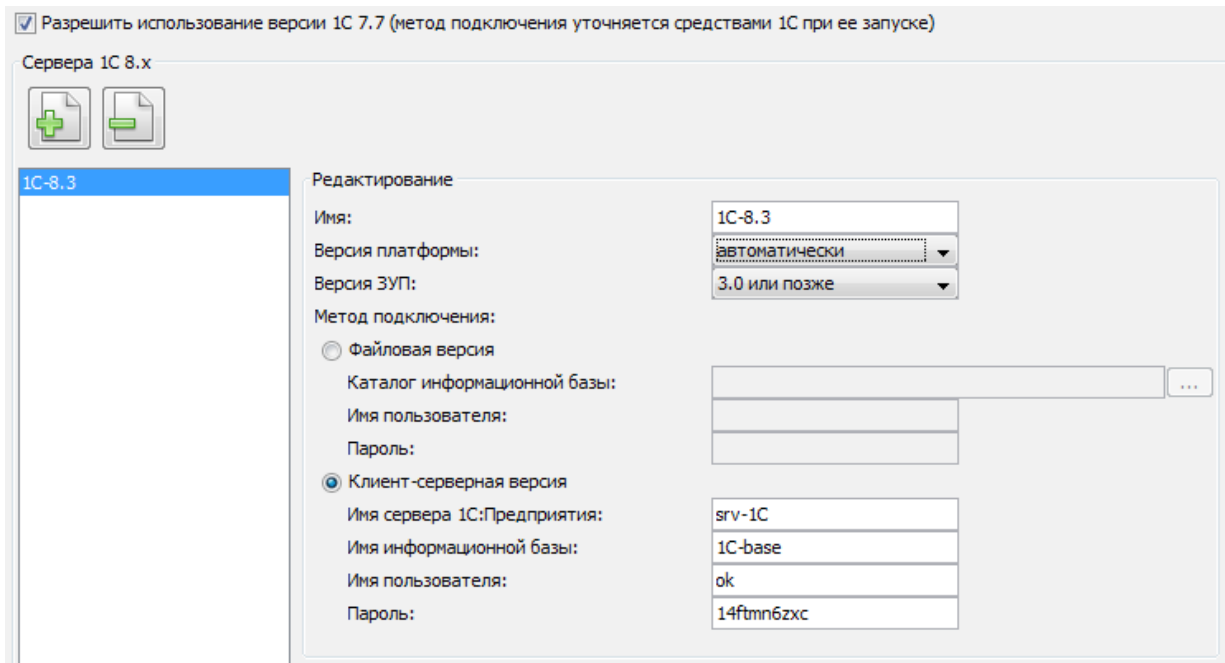 Разрешить использование версии 1С 7.7 (метод подключения уточняется средствами 1С при ее запуске)
Сервера 1С 8.x
1С-8.3
Редактирование
Имя: 1С-8.3
Версия платформы: автоматически
Версия ЗУП: 3.0 или позже
Метод подключения:
Файловая версия
Каталог информационной базы: ...
Имя пользователя:
Пароль:
Клиент-серверная версия
Имя сервера 1С:Предприятия: srv-1C
Имя информационной базы: 1C-base
Имя пользователя: ok
Пароль: 14ftmn6zxc